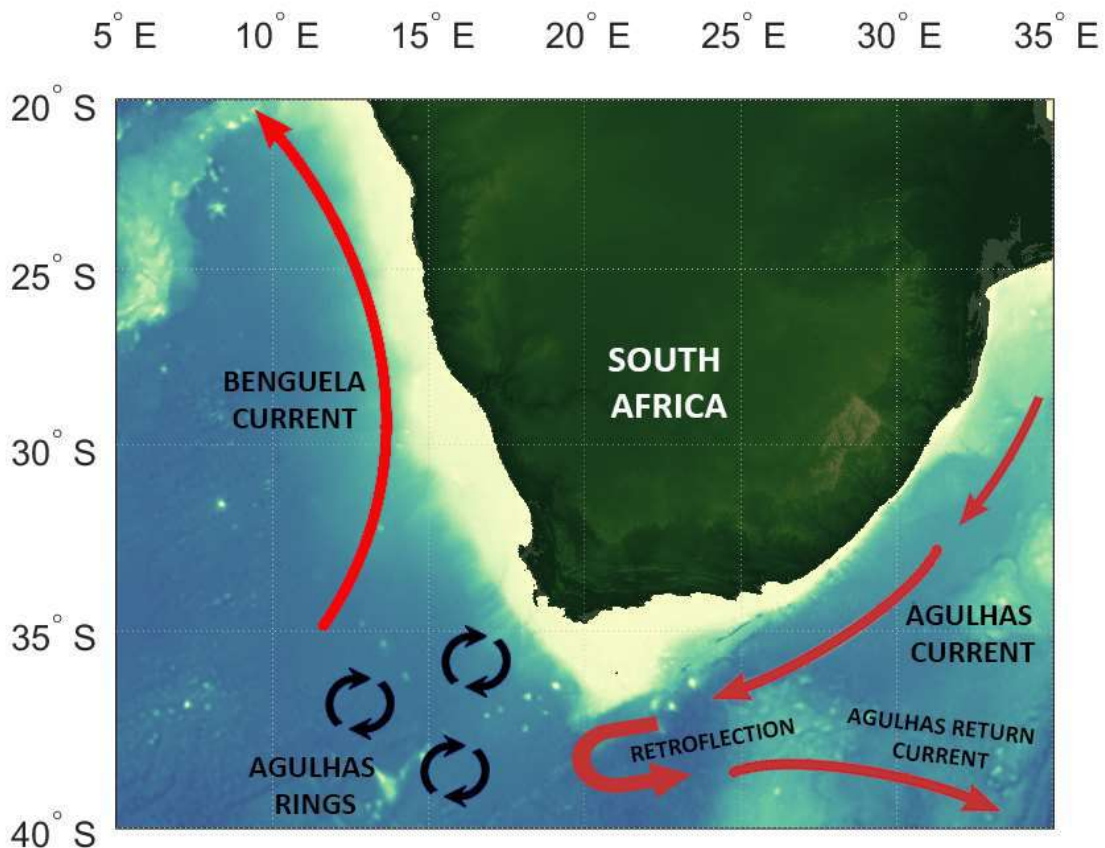 5° E 10° E 15° E 20° E 25° E 30° E 35° E
20° S
25° S
30° S
35° S
40° S
BENGUELA
CURRENT
SOUTH
AFRICA
AGULHAS
CURRENT
RETROFLECTION
AGULHAS RETURN
CURRENT
AGULHAS
RINGS